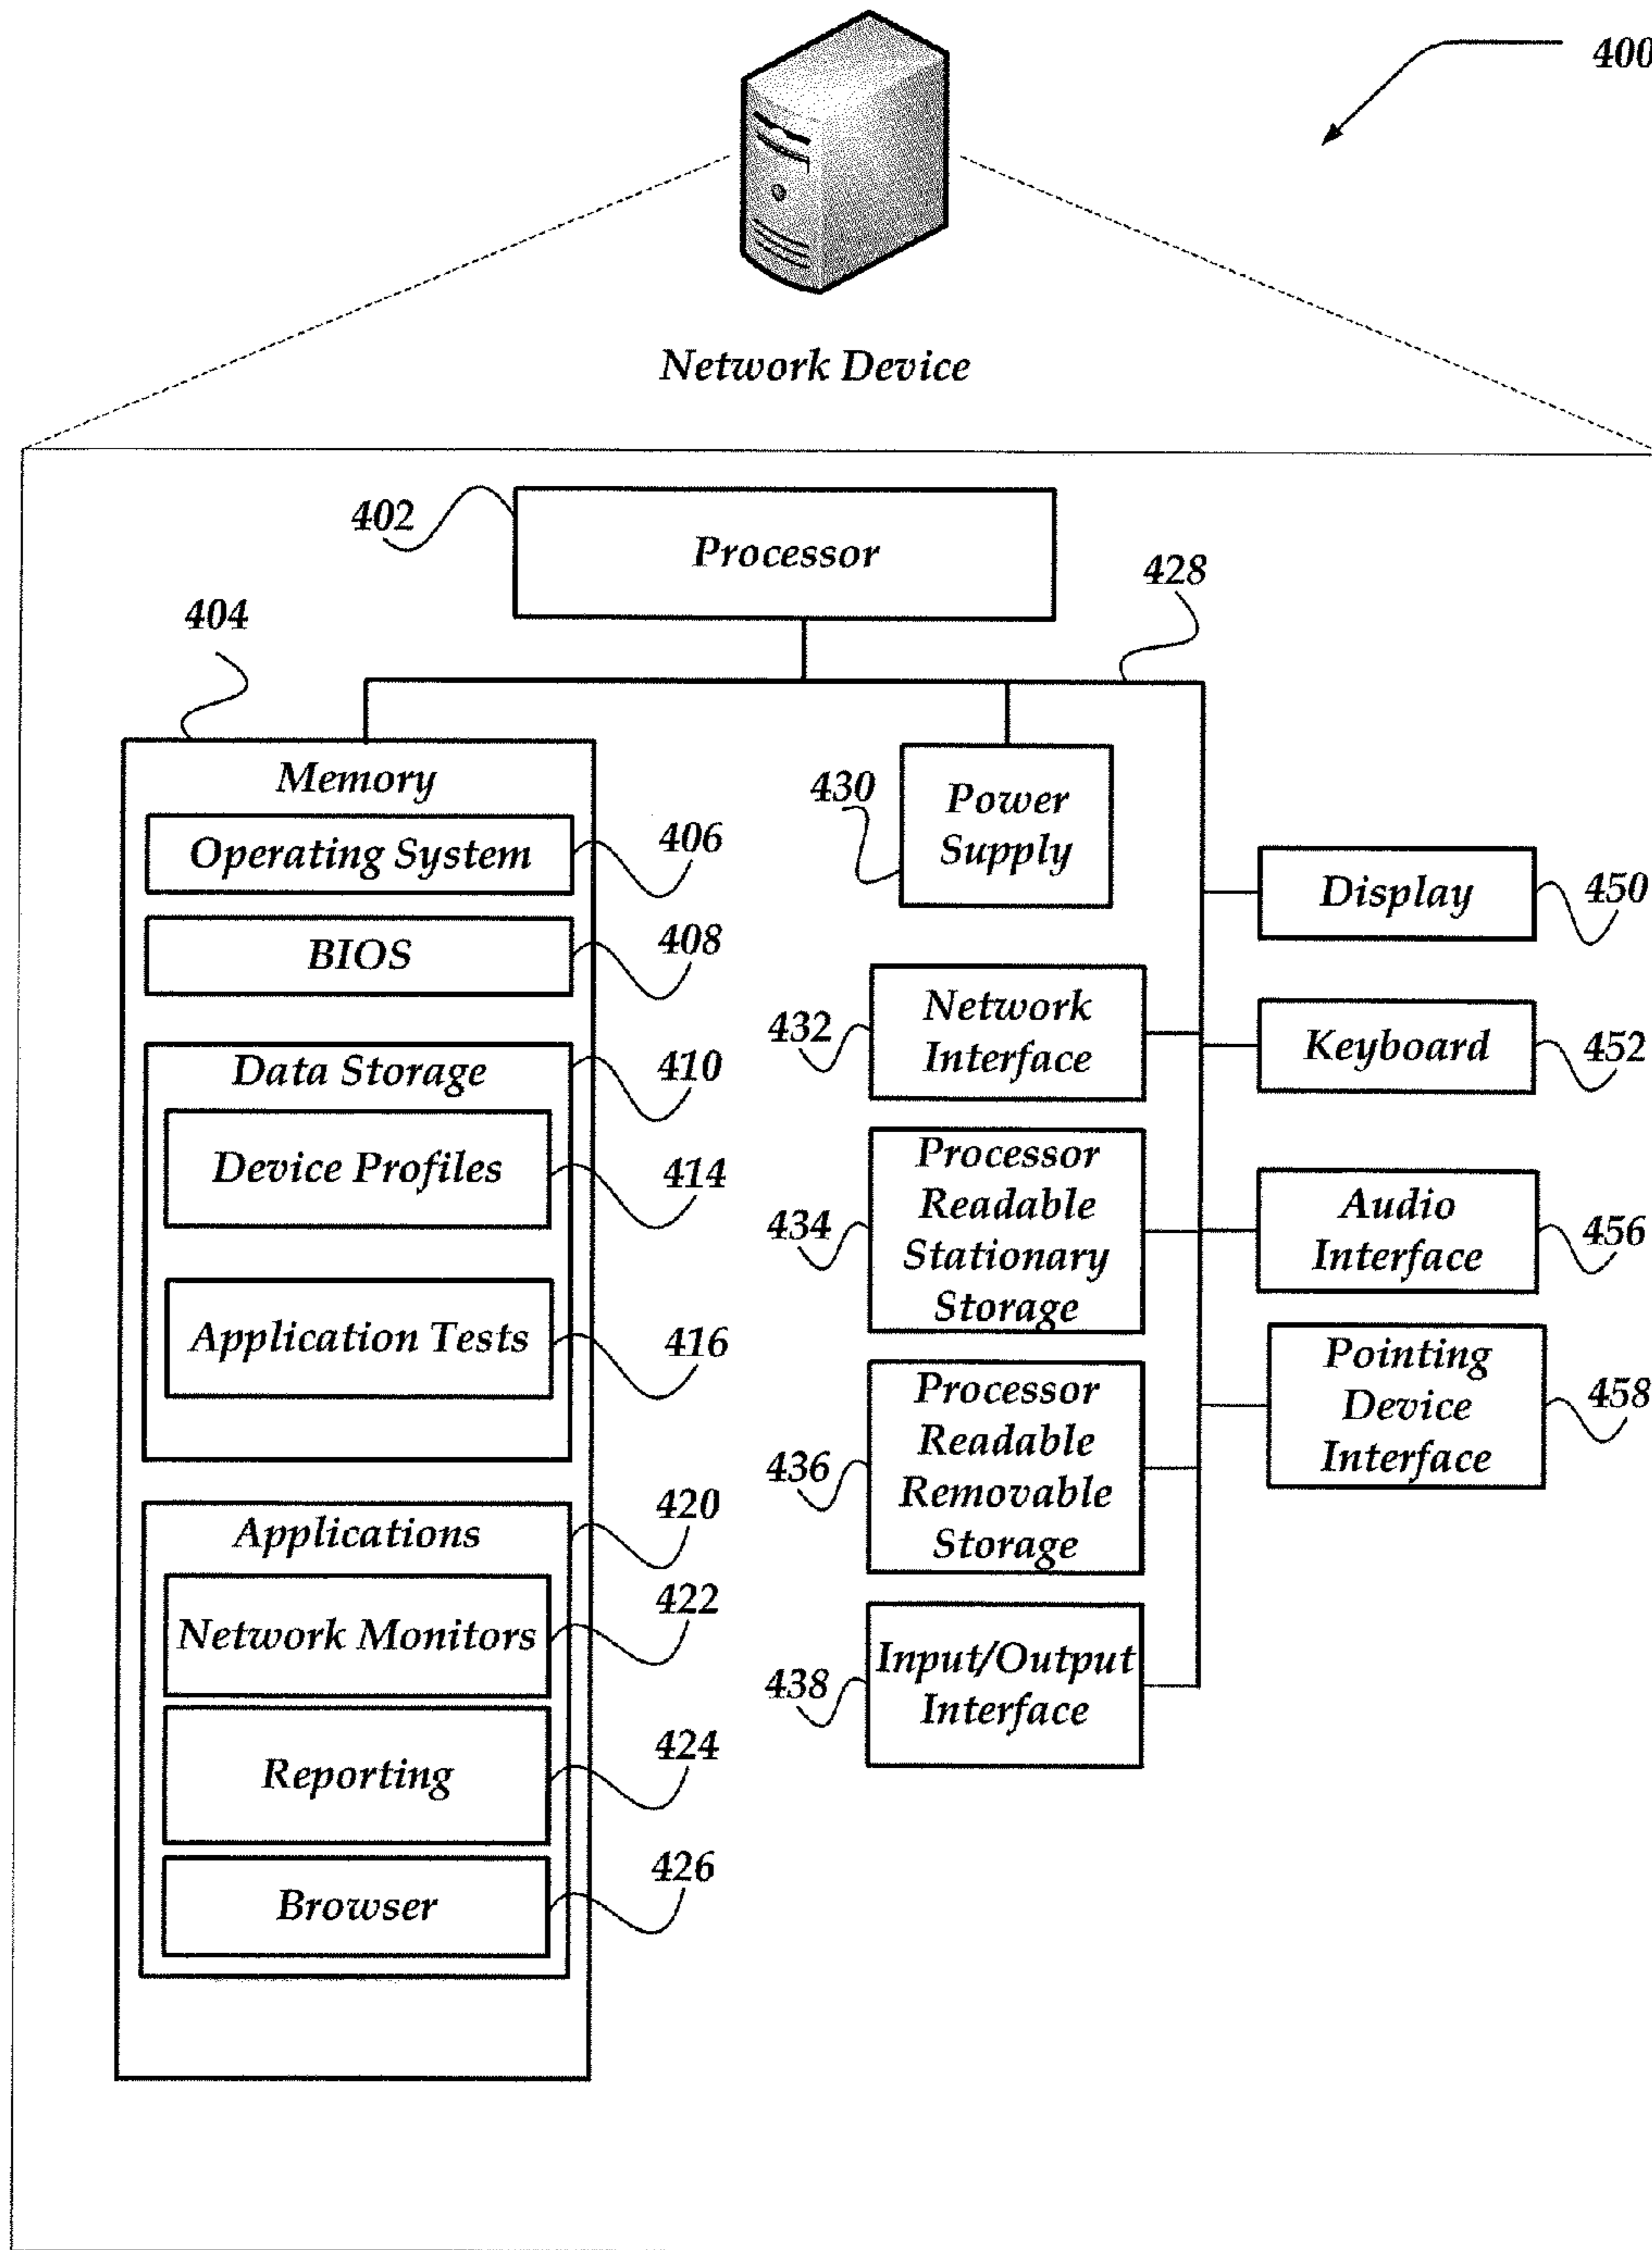 400
Network Device
402
Processor
428
404
Memory
Operating System
406
BIOS
408
Data Storage
410
Device Profiles
414
Application Tests
416
Applications
420
Network Monitors
422
Reporting
424
Browser
426
430
Power
Supply
432
Network
Interface
434
Processor
Readable
Stationary
Storage
436
Processor
Readable
Removable
Storage
438
Input/Output
Interface
Display
450
Keyboard
452
Audio
Interface
456
Pointing
Device
Interface
458